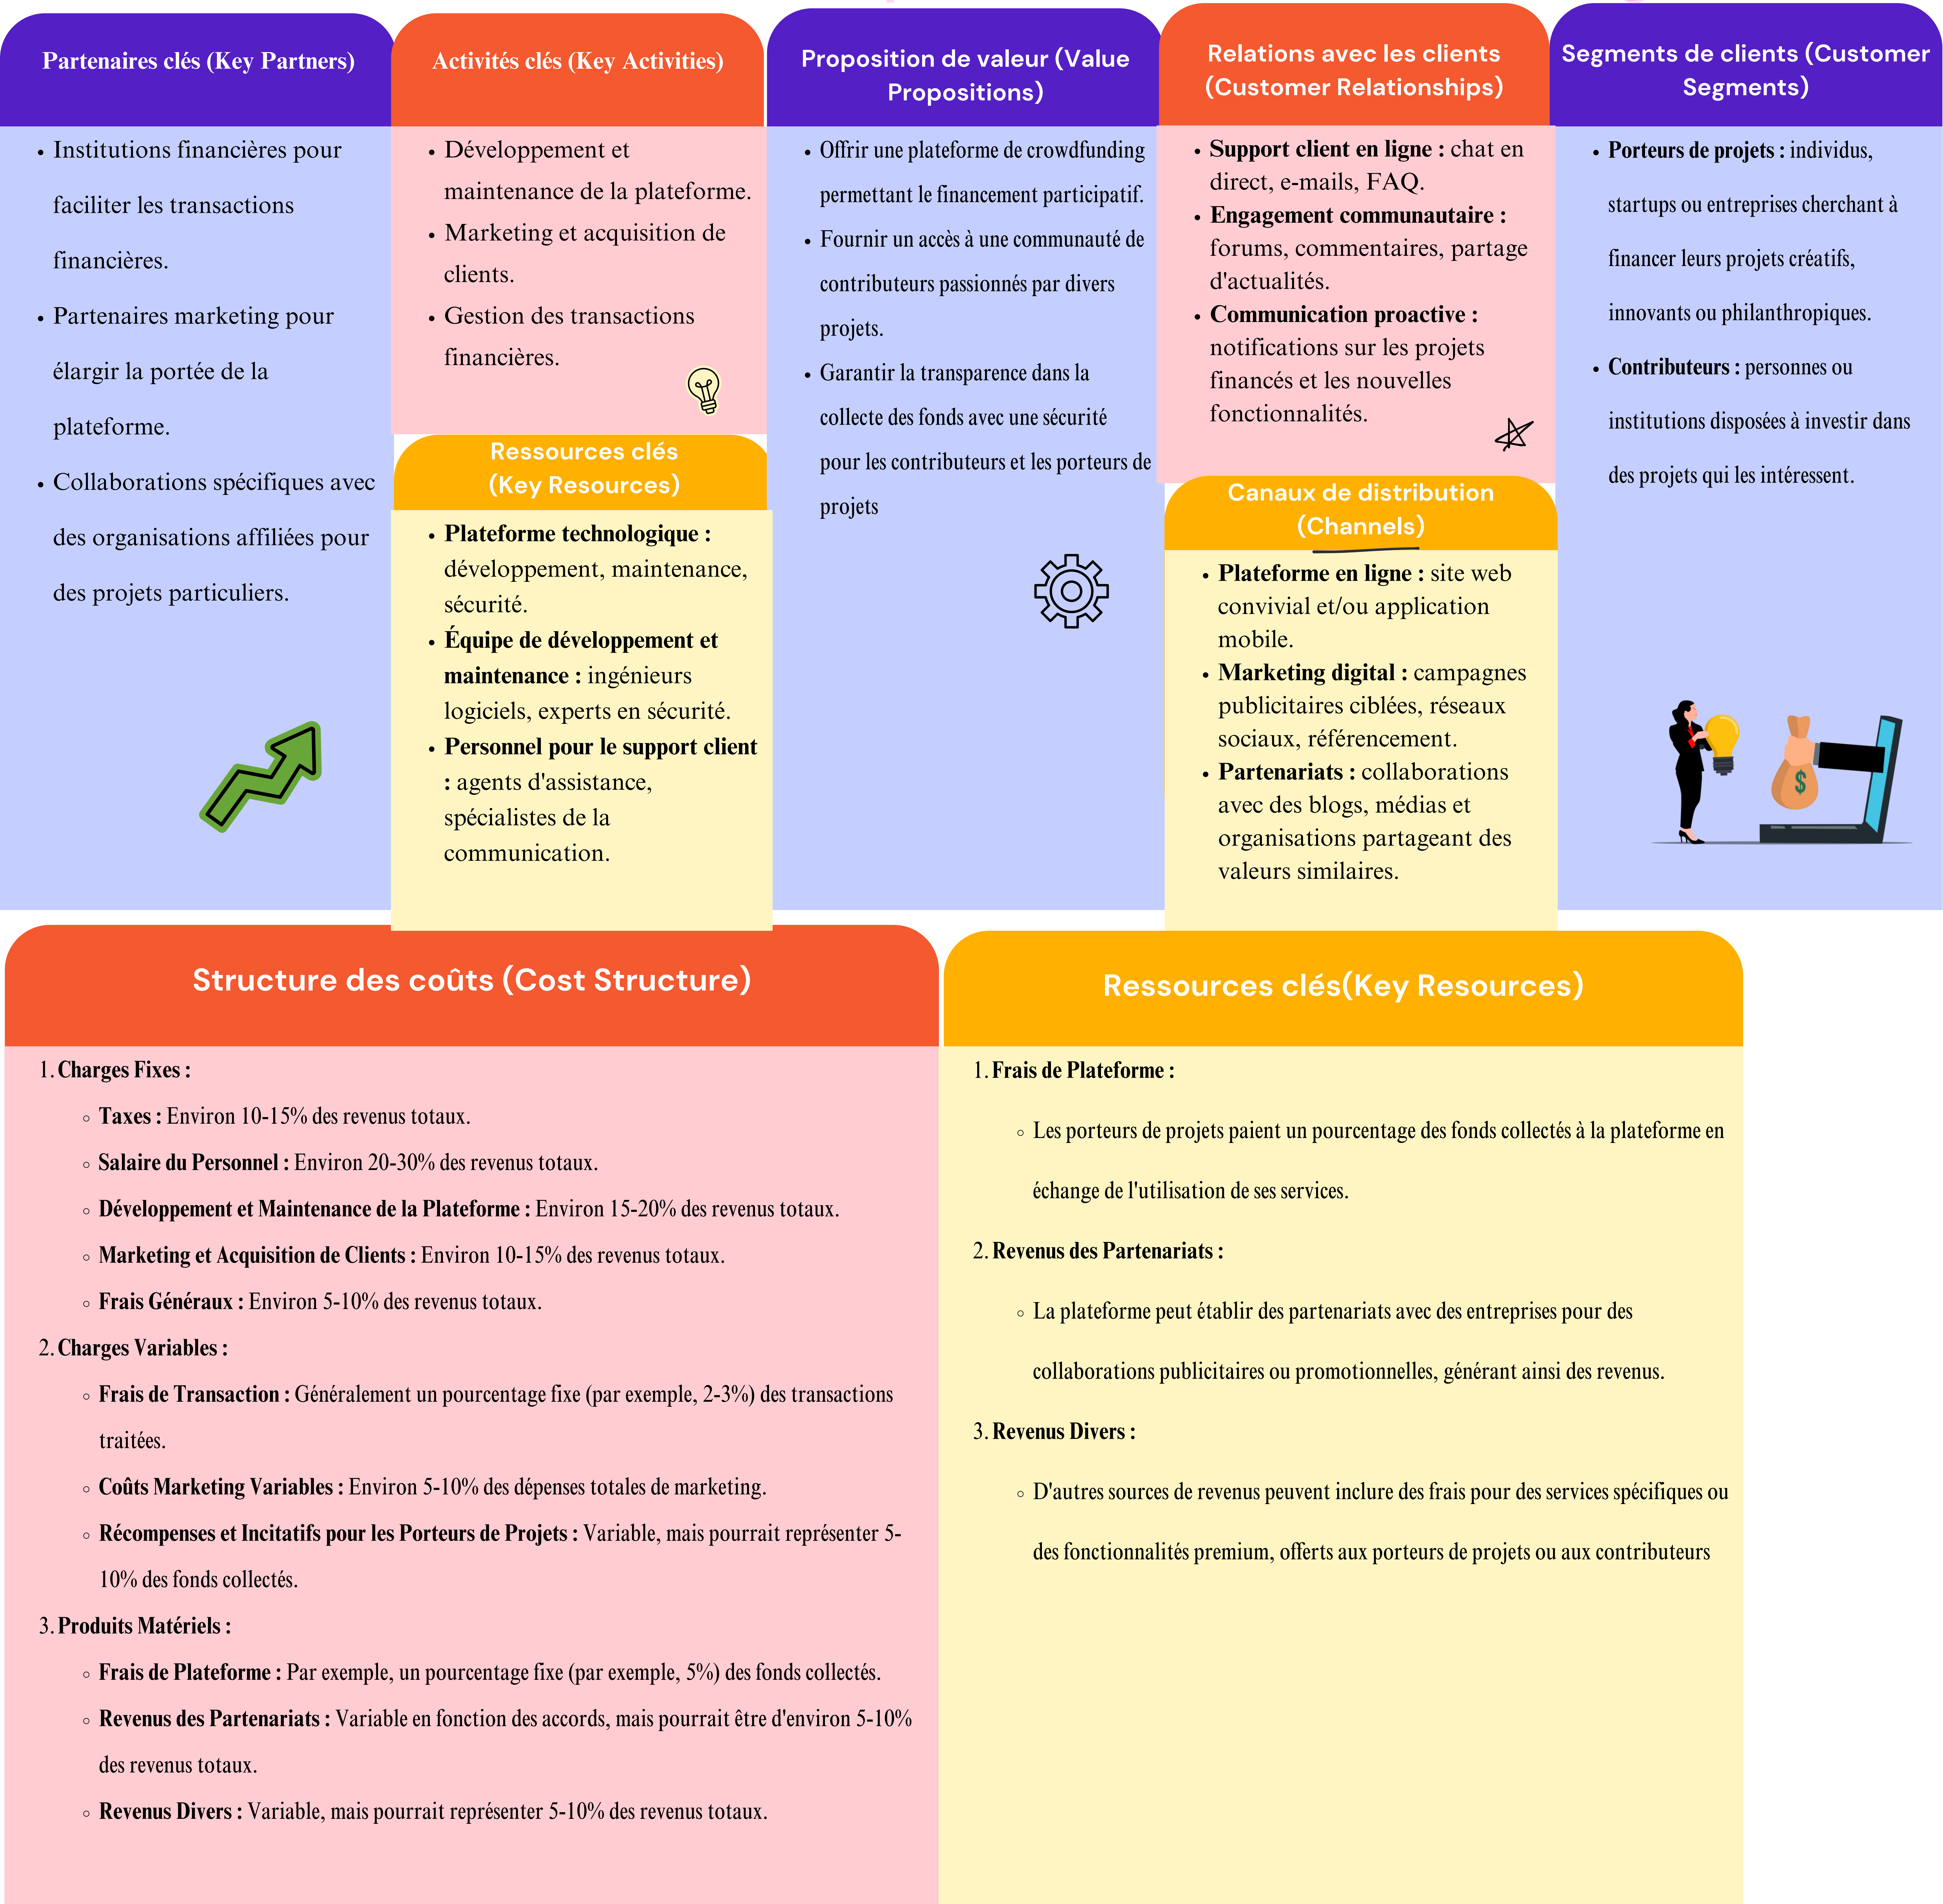 Partenaires clés (Key Partners)
Institutions financières pour
faciliter les transactions
financières.
Partenaires marketing pour
élargir la portée de la
plateforme.
Collaborations spécifiques avec
des organisations affiliées pour
des projets particuliers.
Activités clés (Key Activities)
Développement et
maintenance de la plateforme.
Marketing et acquisition de
clients.
Gestion des transactions
financières.
Ressources clés
(Key Resources)
Plateforme technologique :
développement, maintenance,
sécurité.
Équipe de développement et
maintenance : ingénieurs
logiciels, experts en sécurité.
Personnel pour le support client
: agents d'assistance,
spécialistes de la
communication.
Proposition de valeur (Value
Propositions)
Offrir une plateforme de crowdfunding
permettant le financement participatif.
Fournir un accès à une communauté de
contributeurs passionnés par divers
projets.
Garantir la transparence dans la
collecte des fonds avec une sécurité
pour les contributeurs et les porteurs de
projets
Relations avec les clients
(Customer Relationships)
Support client en ligne : chat en
direct, e-mails, FAQ.
Engagement communautaire :
forums, commentaires, partage
d'actualités.
Communication proactive :
notifications sur les projets
financés et les nouvelles
fonctionnalités.
Canaux de distribution
(Channels)
Plateforme en ligne : site web
convivial et/ou application
mobile.
Marketing digital : campagnes
publicitaires ciblées, réseaux
sociaux, référencement.
Partenariats : collaborations
avec des blogs, médias et
organisations partageant des
valeurs similaires.
Segments de clients (Customer
Segments)
Porteurs de projets : individus,
startups ou entreprises cherchant à
financer leurs projets créatifs,
innovants ou philanthropiques.
Contributeurs : personnes ou
institutions disposées à investir dans
des projets qui les intéressent.
$
Structure des coûts (Cost Structure)
1. Charges Fixes :
Taxes : Environ 10-15% des revenus totaux.
Salaire du Personnel : Environ 20-30% des revenus totaux.
Développement et Maintenance de la Plateforme : Environ 15-20% des revenus totaux.
Marketing et Acquisition de Clients : Environ 10-15% des revenus totaux.
Frais Généraux : Environ 5-10% des revenus totaux.
2. Charges Variables :
Frais de Transaction : Généralement un pourcentage fixe (par exemple, 2-3%) des transactions
traitées.
Coûts Marketing Variables : Environ 5-10% des dépenses totales de marketing.
Récompenses et Incitatifs pour les Porteurs de Projets : Variable, mais pourrait représenter 5-
10% des fonds collectés.
3. Produits Matériels :
Frais de Plateforme : Par exemple, un pourcentage fixe (par exemple, 5%) des fonds collectés.
Revenus des Partenariats : Variable en fonction des accords, mais pourrait être d'environ 5-10%
des revenus totaux.
Revenus Divers : Variable, mais pourrait représenter 5-10% des revenus totaux.
Ressources clés(Key Resources)
1. Frais de Plateforme :
Les porteurs de projets paient un pourcentage des fonds collectés à la plateforme en
échange de l'utilisation de ses services.
2. Revenus des Partenariats :
La plateforme peut établir des partenariats avec des entreprises pour des
collaborations publicitaires ou promotionnelles, générant ainsi des revenus.
3. Revenus Divers :
D'autres sources de revenus peuvent inclure des frais pour des services spécifiques ou
des fonctionnalités premium, offerts aux porteurs de projets ou aux contributeurs